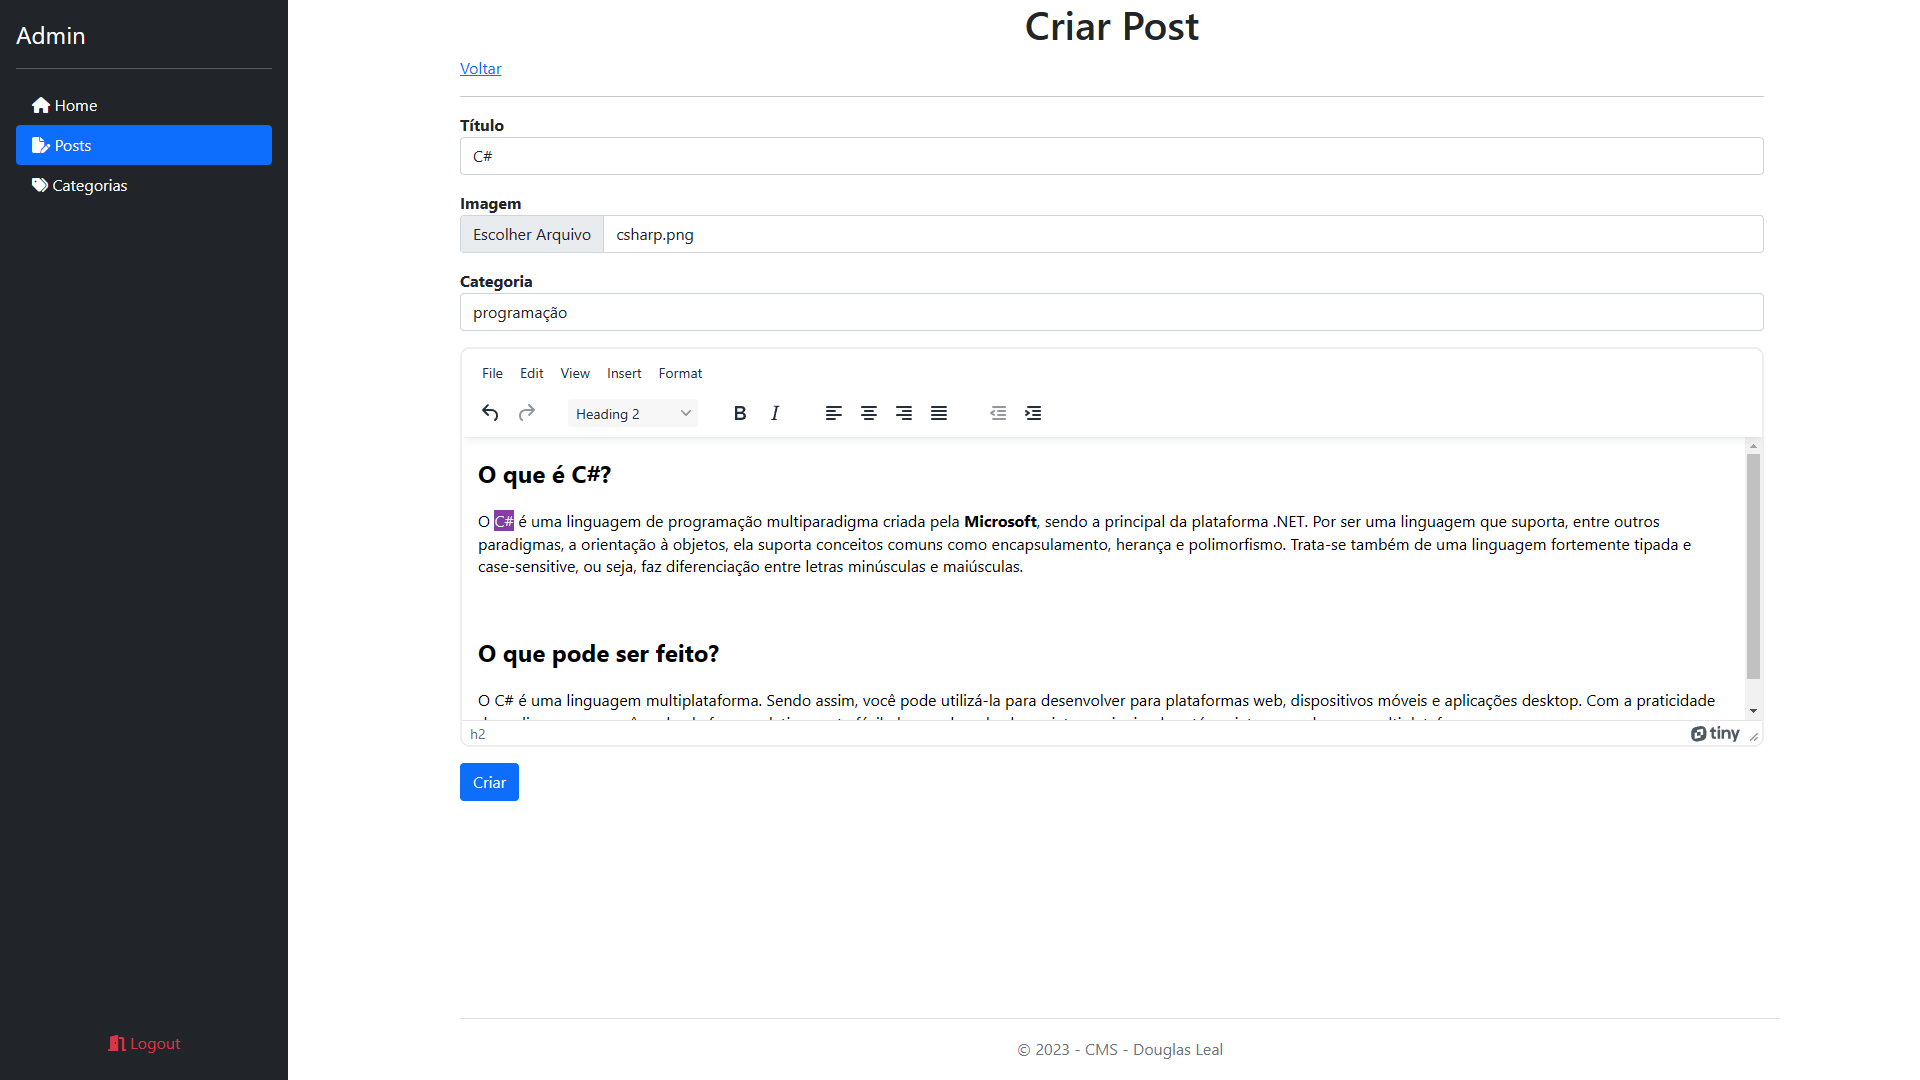 Admin
Home
Posts
Categorias
Logout
Criar Post
Voltar
Título
C#
Imagem
Escolher Arquivo csharp.png
Categoria
programação
File Edit View Insert Format
Heading 2 B I
O que é C#?
O C# é uma linguagem de programação multiparadigma criada pela Microsoft, sendo a principal da plataforma .NET. Por ser uma linguagem que suporta, entre outros
paradigmas, a orientação à objetos, ela suporta conceitos comuns como encapsulamento, herança e polimorfismo. Trata-se também de uma linguagem fortemente tipada e
case-sensitive, ou seja, faz diferenciação entre letras minúsculas e maiúsculas.
O que pode ser feito?
O C# é uma linguagem multiplataforma. Sendo assim, você pode utilizá-la para desenvolver para plataformas web, dispositivos móveis e aplicações desktop. Com a praticidade
h2 tiny
Criar
© 2023 - CMS - Douglas Leal